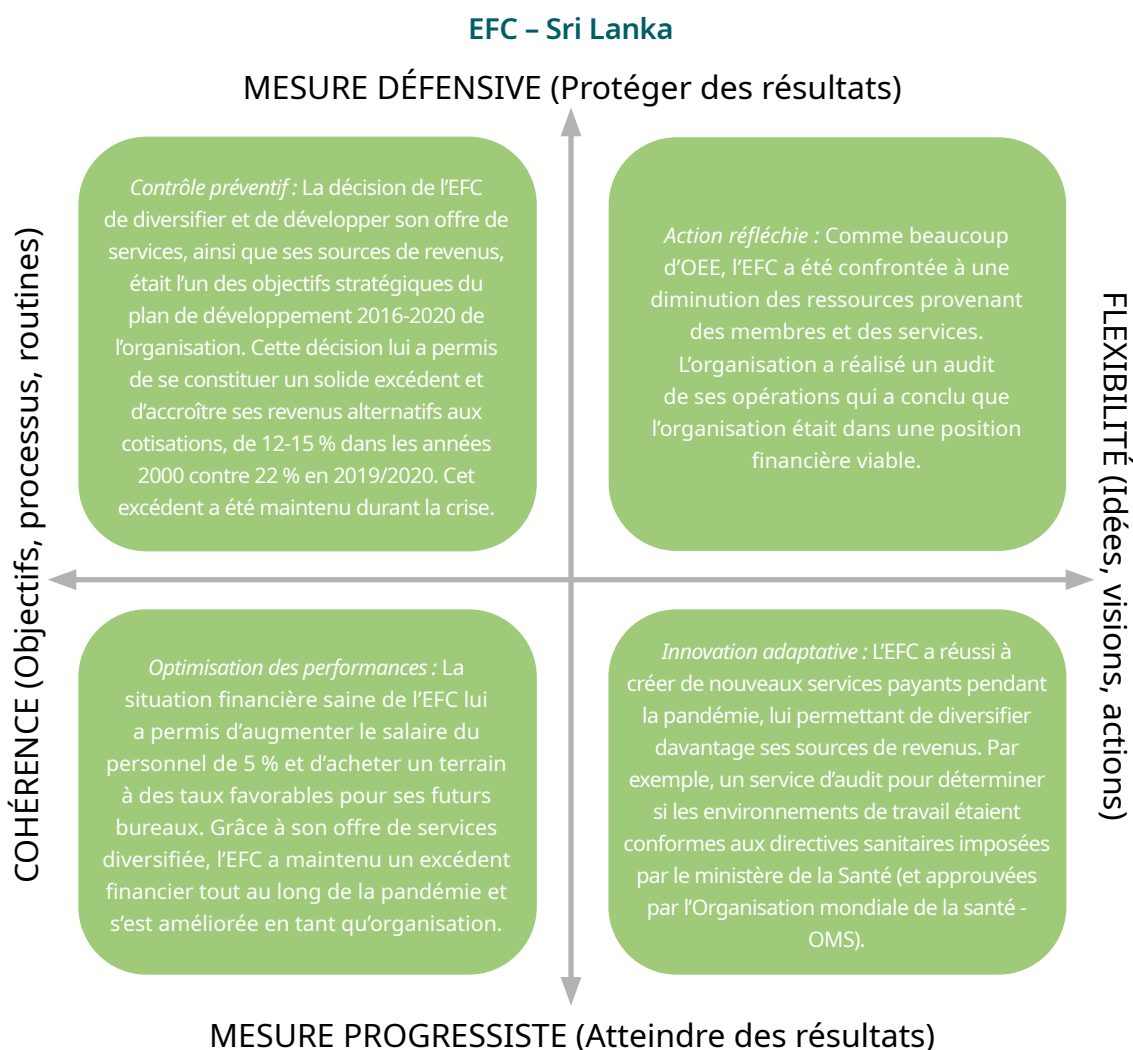 EFC – Sri Lanka
MESURE DÉFENSIVE (Protéger des résultats)
COHÉRENCE (Objectifs, processus, routines)
Contrôle préventif : La décision de l’EFC
de diversifier et de développer son offre de
services, ainsi que ses sources de revenus,
était l’un des objectifs stratégiques du
plan de développement 2016-2020 de
l’organisation. Cette décision lui a permis
de se constituer un solide excédent et
d’accroître ses revenus alternatifs aux
cotisations, de 12-15 % dans les années
2000 contre 22 % en 2019/2020. Cet
excédent a été maintenu durant la crise.
Action réfléchie : Comme beaucoup
d’OEE, l’EFC a été confrontée à une
diminution des ressources provenant
des membres et des services.
L’organisation a réalisé un audit
de ses opérations qui a conclu que
l’organisation était dans une position
financière viable.
FLEXIBILITÉ (Idées, visions, actions)
Optimisation des performances : La
situation financière saine de l’EFC lui
a permis d’augmenter le salaire du
personnel de 5 % et d’acheter un terrain
à des taux favorables pour ses futurs
bureaux. Grâce à son offre de services
diversifiée, l’EFC a maintenu un excédent
financier tout au long de la pandémie et
s’est améliorée en tant qu’organisation.
Innovation adaptative : L’EFC a réussi à
créer de nouveaux services payants pendant
la pandémie, lui permettant de diversifier
davantage ses sources de revenus. Par
exemple, un service d’audit pour déterminer
si les environnements de travail étaient
conformes aux directives sanitaires imposées
par le ministère de la Santé (et approuvées
par l’Organisation mondiale de la santé -
OMS).
MESURE PROGRESSISTE (Atteindre des résultats)